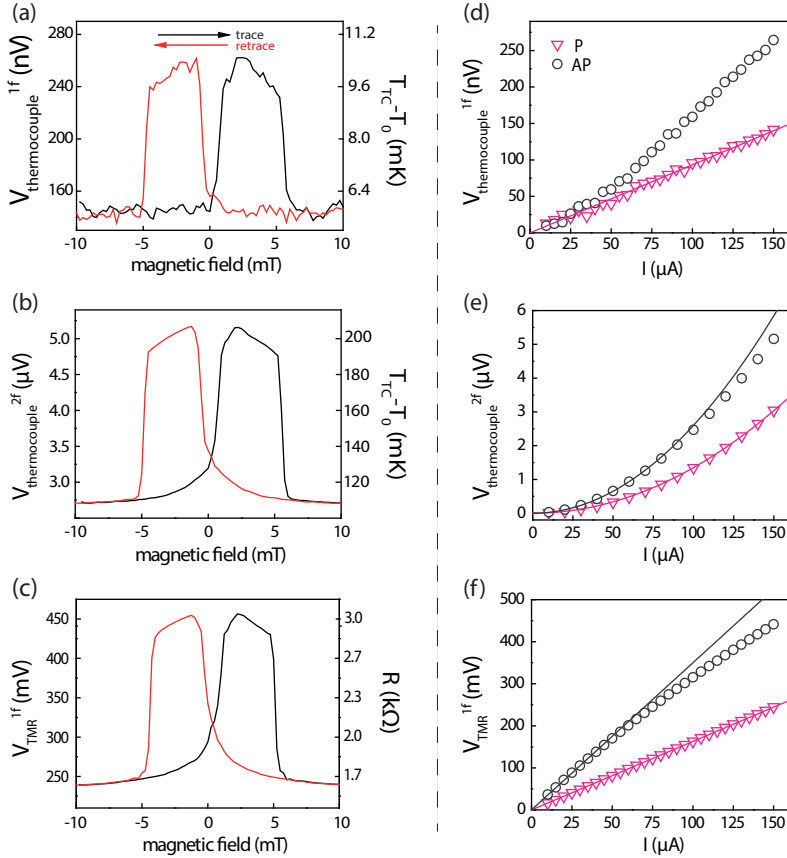 (a)
trace
retrace
V_thermocouple^1f (nV)
300
260
220
180
140
11.2
9.6
8.0
6.4
T_TC-T_0 (mK)
-10 -5 0 5 10
magnetic field (mT)
(b)
V_thermocouple^2f (μV)
5.0
4.5
4.0
3.5
3.0
200
180
160
140
120
T_TC-T_0 (mK)
-10 -5 0 5 10
magnetic field (mT)
(c)
V_TMR^1f (mV)
450
400
350
300
250
3.0
2.7
2.3
2.0
1.7
R (kΩ)
-10 -5 0 5 10
magnetic field (mT)
(d)
P
AP
V_thermocouple^1f (nV)
300
250
200
150
100
50
0
0 25 50 75 100 125 150
I (μA)
(e)
V_thermocouple^2f (μV)
6
5
4
3
2
1
0
0 25 50 75 100 125 150
I (μA)
(f)
V_TMR^1f (mV)
500
400
300
200
100
0
0 25 50 75 100 125 150
I (μA)